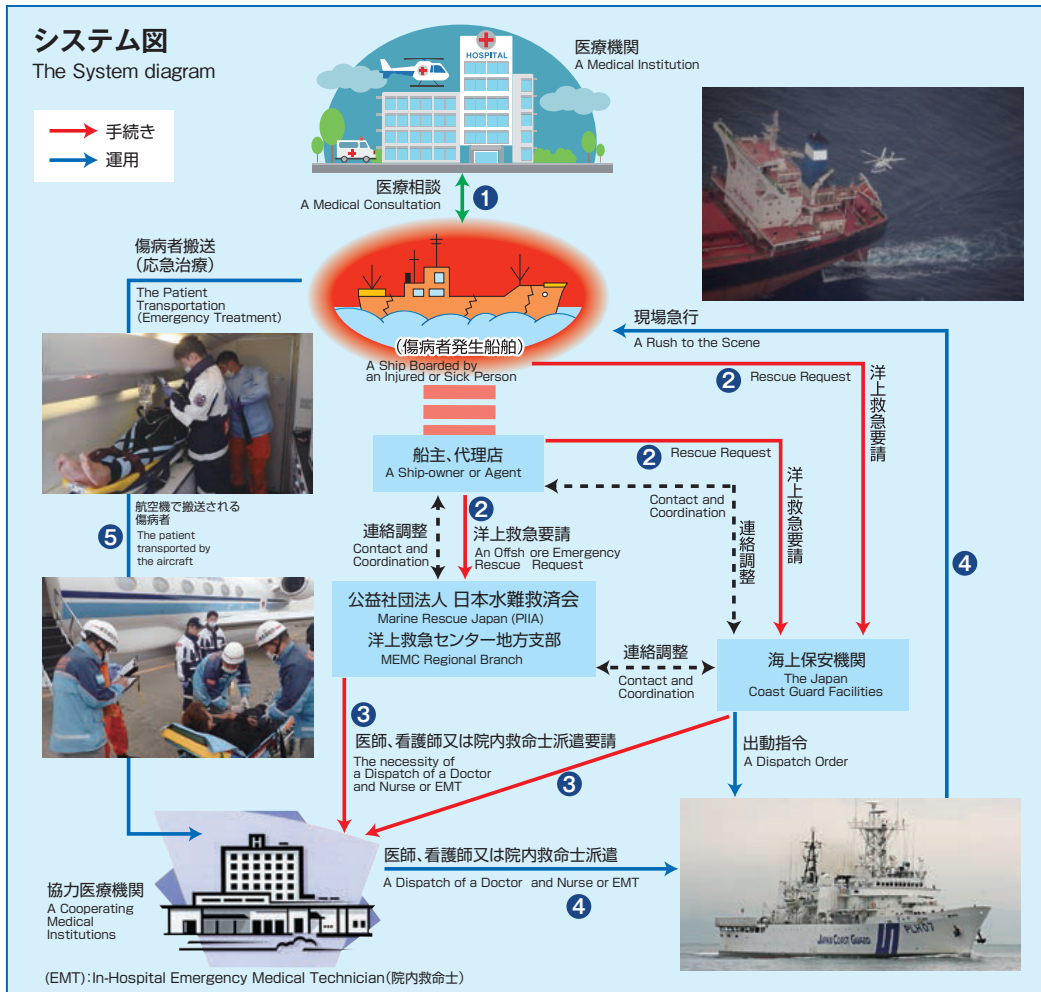 システム図
The System diagram
手続き
運用
HOSPITAL
医療機関
A Medical Institution
医療相談
A Medical Consultation
1
傷病者搬送
(応急治療)
The Patient
Transportation
(Emergency Treatment)
(傷病者発生船舶)
A Ship Boarded by
an Injured or Sick Person
現場急行
A Rush to the Scene
2 Rescue Request
洋上救急要請
船主、代理店
A Ship-owner or Agent
2 Rescue Request
洋上救急要請
Contact and
Coordination
連絡調整
連絡調整
Contact and
Coordination
2
洋上救急要請
An Offsh ore Emergency
Rescue Request
4
5
航空機で搬送される
傷病者
The patient
transported by
the aircraft
公益社団法人 日本水難救済会
Marine Rescue Japan (PIIA)
洋上救急センター地方支部
MEMC Regional Branch
連絡調整
Contact and
Coordination
海上保安機関
The Japan
Coast Guard Facilities
3
医師、看護師又は院内救命士派遣要請
The necessity of
a Dispatch of a Doctor
and Nurse or EMT
3
出動指令
A Dispatch Order
H
協力医療機関
A Cooperating
Medical
Institutions
医師、看護師又は院内救命士派遣
A Dispatch of a Doctor and Nurse or EMT
4
JAPAN COAST GUARD
PLH07
(EMT):In-Hospital Emergency Medical Technician(院内救命士)